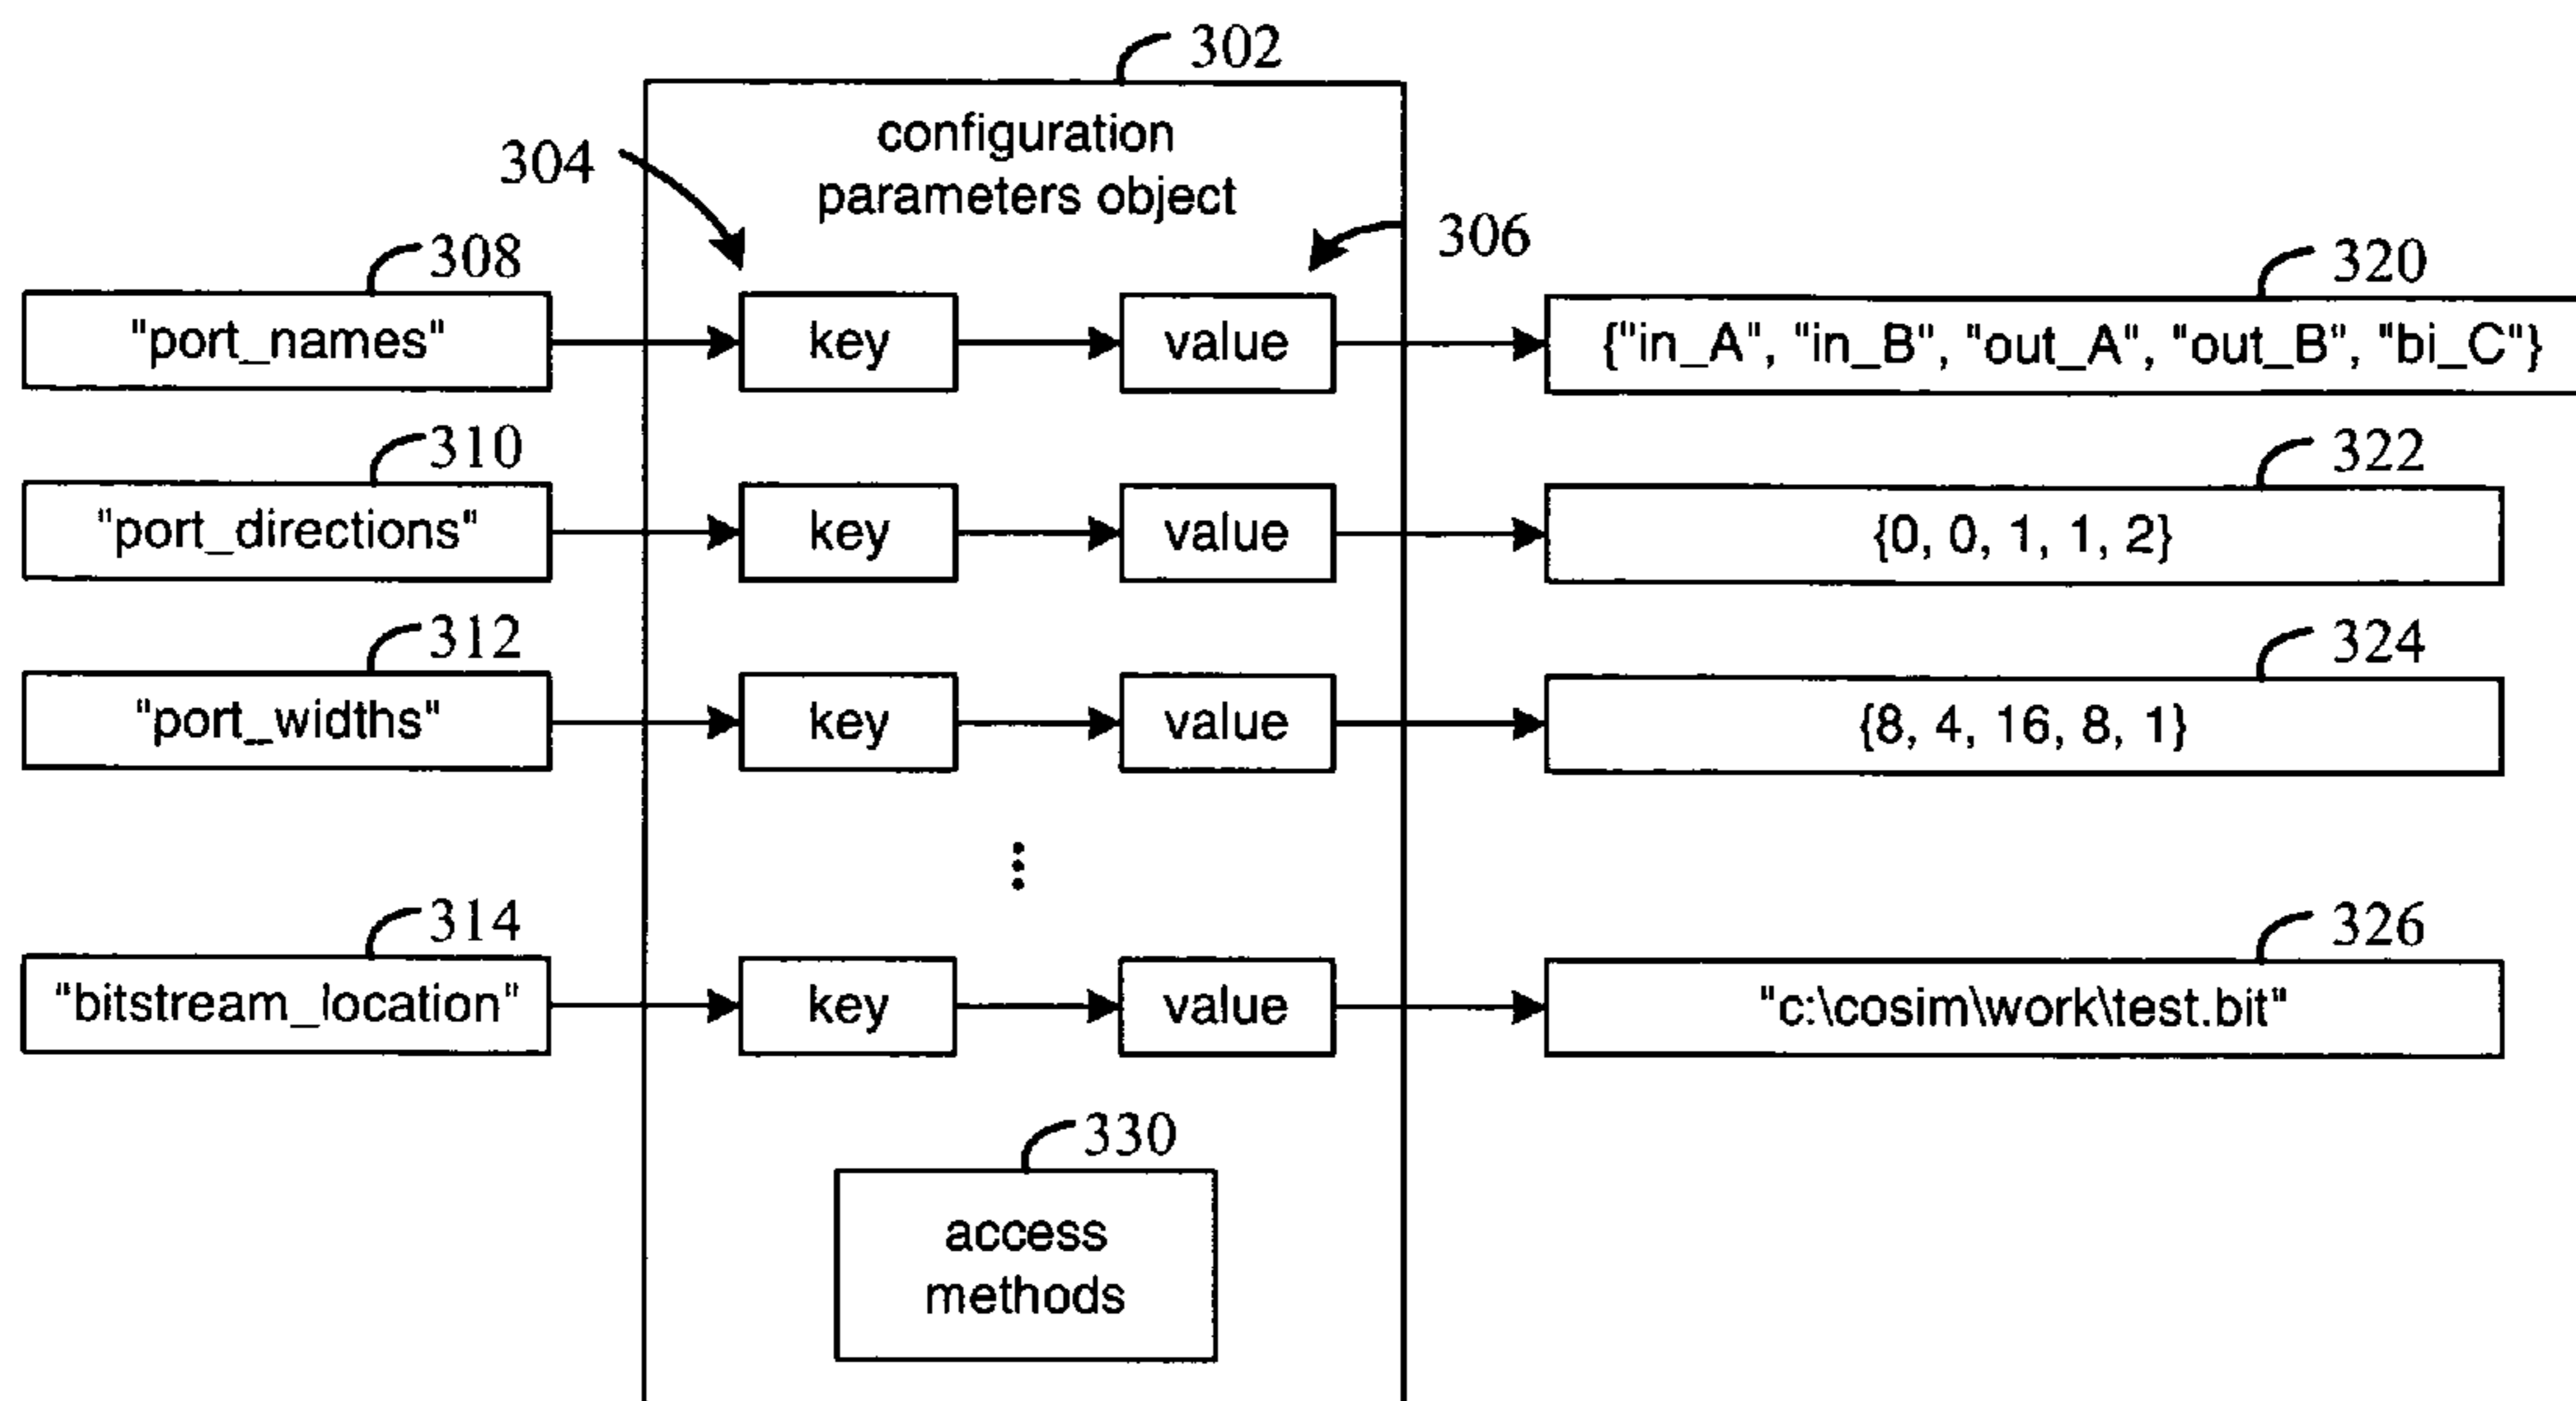 302
configuration
parameters object
304
306
308
320
"port_names"
key
value
{"in_A", "in_B", "out_A", "out_B", "bi_C"}
310
322
"port_directions"
key
value
{0, 0, 1, 1, 2}
312
324
"port_widths"
key
value
{8, 4, 16, 8, 1}
314
326
"bitstream_location"
key
value
"c:\cosim\work\test.bit"
330
access
methods